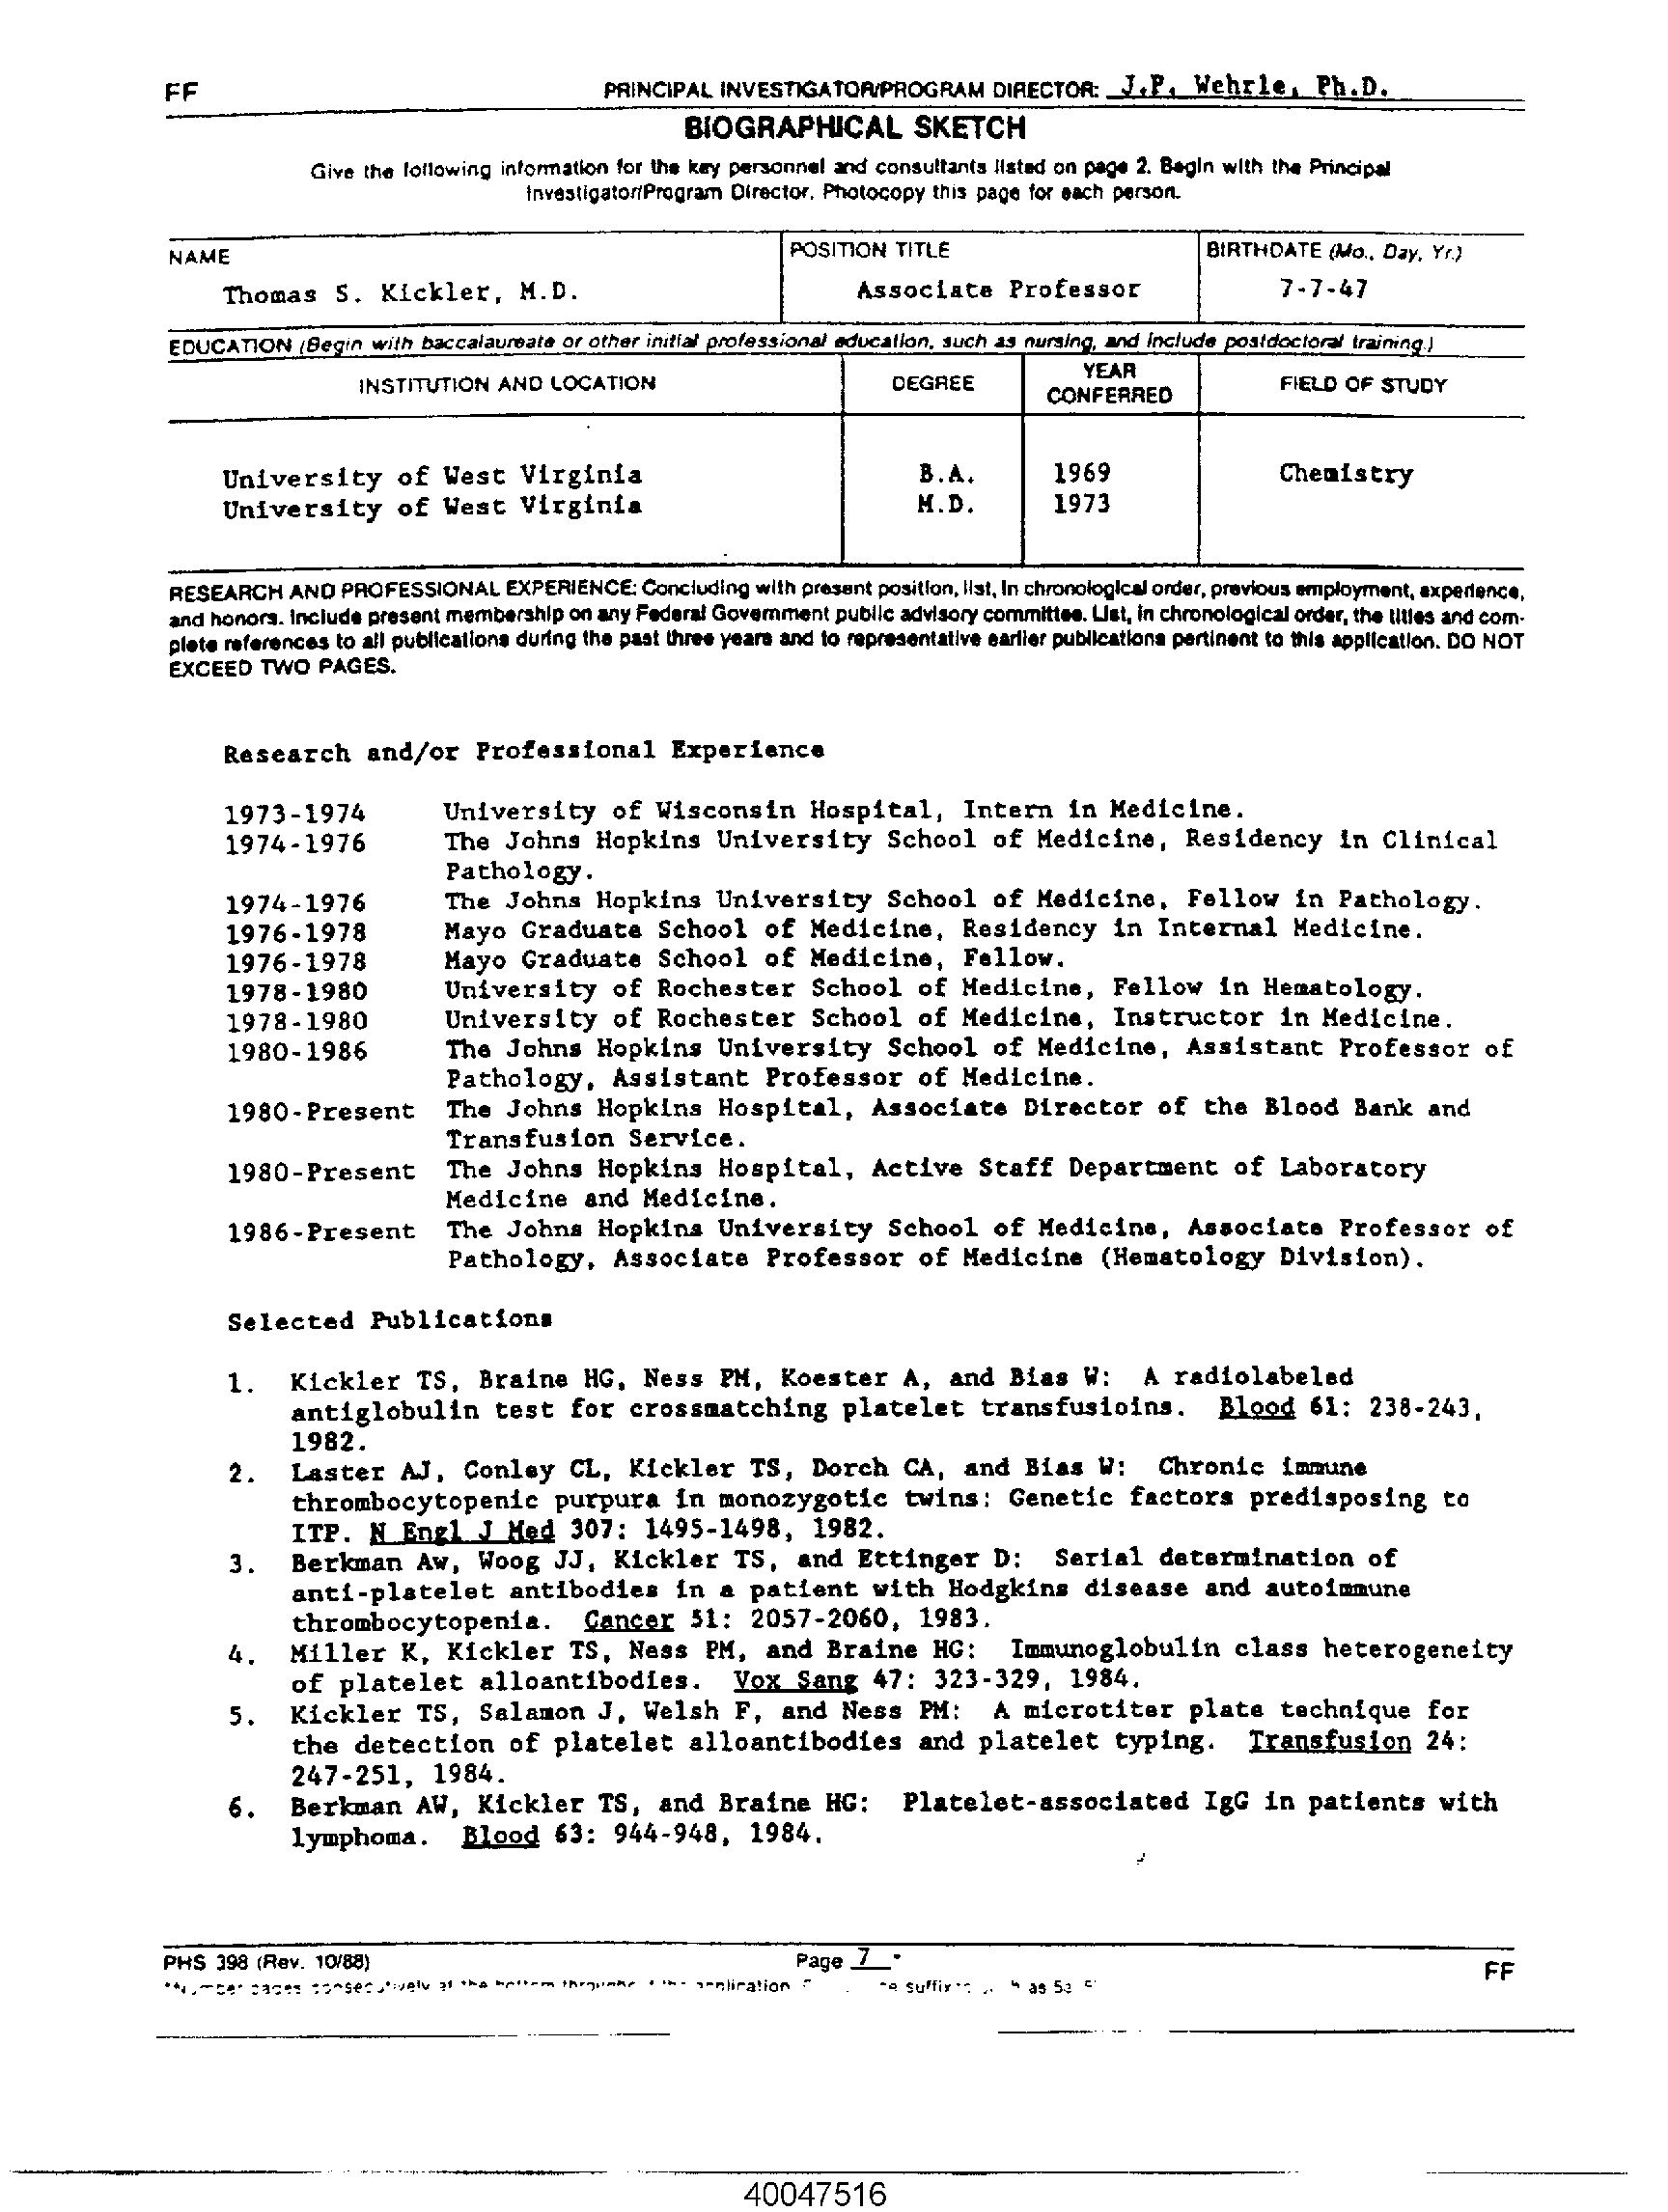 FF PRINCIPAL INVESTIGATOR/PROGRAM DIRECTOR: J.P. Wehrle, Ph.D.
BIOGRAPHICAL SKETCH
Give the following information for the key personnel and consultants listed on page 2. Begin with the Principal
Investigator/Program Director. Photocopy this page for each person.
NAME POSITION TITLE BIRTHDATE (Mo., Day, Yr.)
Thomas S. Kickler, M.D. Associate Professor 7-7-47
EDUCATION (Begin with baccalaureate or other initial professional education, such as nursing, and include postdoctoral training.)
INSTITUTION AND LOCATION DEGREE YEAR CONFERRED FIELD OF STUDY
University of West Virginia B.A. 1969 Chemistry
University of West Virginia M.D. 1973
RESEARCH AND PROFESSIONAL EXPERIENCE: Concluding with present position, list, in chronological order, previous employment, experience,
and honors. Include present membership on any Federal Government public advisory committee. List, in chronological order, the titles and com-
plete references to all publications during the past three years and to representative earlier publications pertinent to this application. DO NOT
EXCEED TWO PAGES.
Research and/or Professional Experience
1973-1974 University of Wisconsin Hospital, Intern in Medicine.
1974-1976 The Johns Hopkins University School of Medicine, Residency in Clinical
Pathology.
1974-1976 The Johns Hopkins University School of Medicine, Fellow in Pathology.
1976-1978 Mayo Graduate School of Medicine, Residency in Internal Medicine.
1976-1978 Mayo Graduate School of Medicine, Fellow.
1978-1980 University of Rochester School of Medicine, Fellow in Hematology.
1978-1980 University of Rochester School of Medicine, Instructor in Medicine.
1980-1986 The Johns Hopkins University School of Medicine, Assistant Professor of
Pathology, Assistant Professor of Medicine.
1980-Present The Johns Hopkins Hospital, Associate Director of the Blood Bank and
Transfusion Service.
1980-Present The Johns Hopkins Hospital, Active Staff Department of Laboratory
Medicine and Medicine.
1986-Present The Johns Hopkins University School of Medicine, Associate Professor of
Pathology, Associate Professor of Medicine (Hematology Division).
Selected Publications
1. Kickler TS, Braine HG, Ness PM, Koester A, and Bias W: A radiolabeled
antiglobulin test for crossmatching platelet transfusioins. Blood 61: 238-243,
1982.
2. Laster AJ, Conley CL, Kickler TS, Dorch CA, and Bias W: Chronic immune
thrombocytopenic purpura in monozygotic twins: Genetic factors predisposing to
ITP. N Engl J Med 307: 1495-1498, 1982.
3. Berkman Aw, Woog JJ, Kickler TS, and Ettinger D: Serial determination of
anti-platelet antibodies in a patient with Hodgkins disease and autoimmune
thrombocytopenia. Cancer 51: 2057-2060, 1983.
4. Miller K, Kickler TS, Ness PM, and Braine HG: Immunoglobulin class heterogeneity
of platelet alloantibodies. Vox Sang 47: 323-329, 1984.
5. Kickler TS, Salamon J, Welsh F, and Ness PM: A microtiter plate technique for
the detection of platelet alloantibodies and platelet typing. Transfusion 24:
247-251, 1984.
6. Berkman AW, Kickler TS, and Braine HG: Platelet-associated IgG in patients with
lymphoma. Blood 63: 944-948, 1984.
PHS 398 (Rev. 10/88) Page 7 * FF
*Number pages consecutively at the bottom application as 5a
40047516